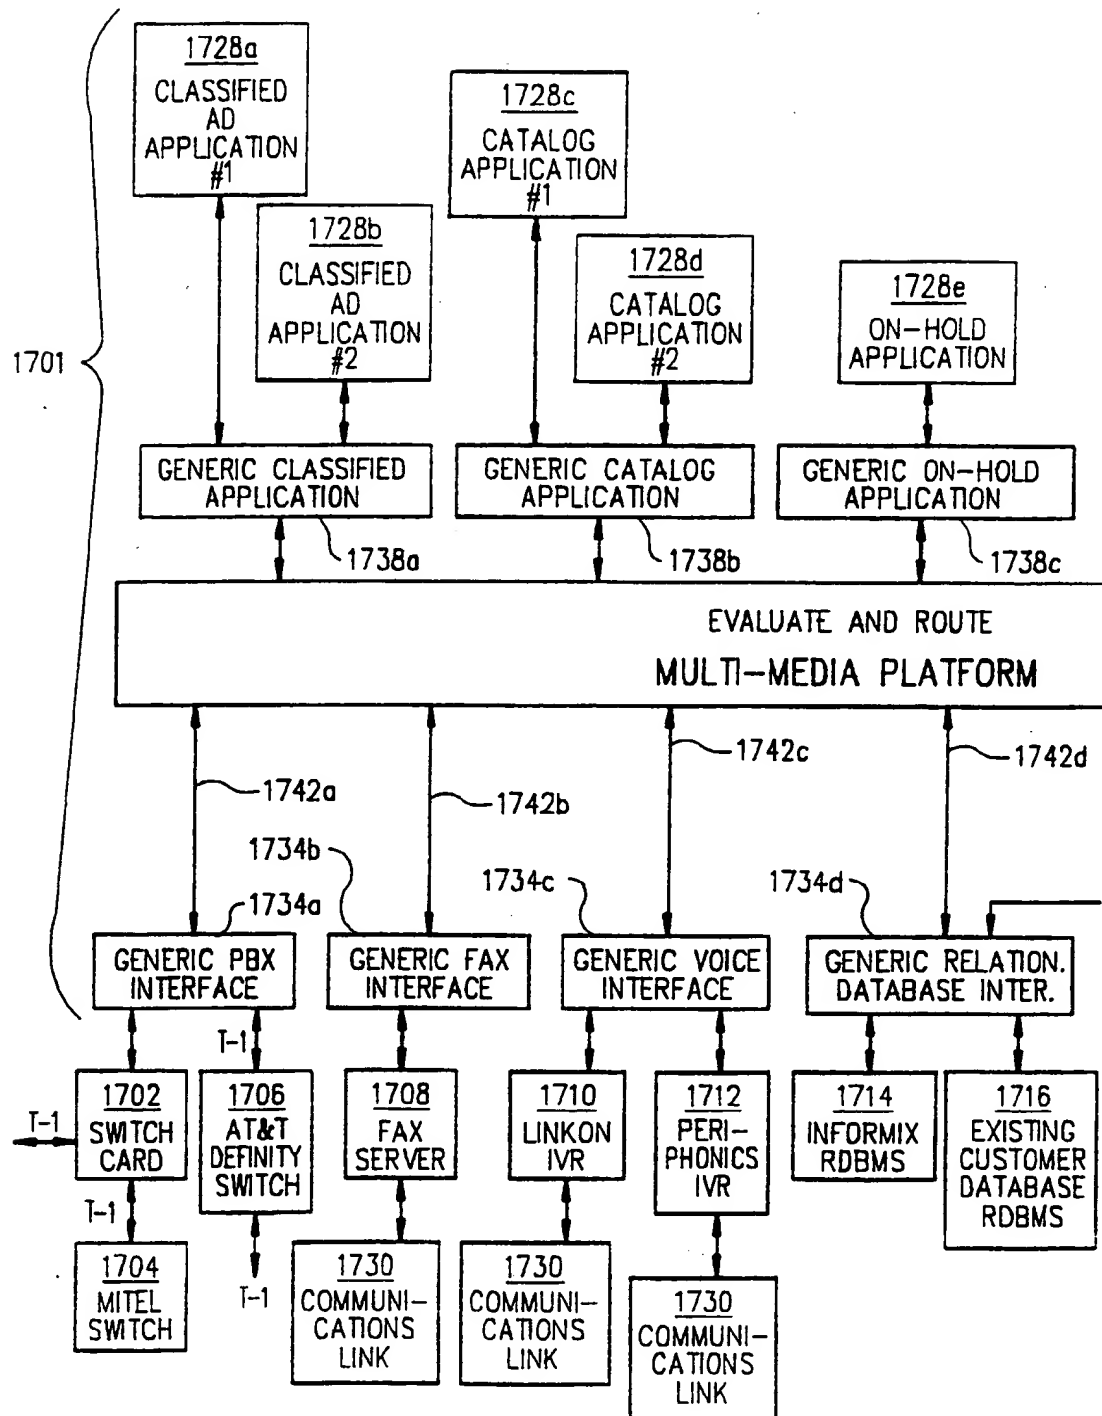 1728a
CLASSIFIED
AD
APPLICATION
#1
1728b
CLASSIFIED
AD
APPLICATION
#2
1728c
CATALOG
APPLICATION
#1
1728d
CATALOG
APPLICATION
#2
1728e
ON-HOLD
APPLICATION
1701
GENERIC CLASSIFIED
APPLICATION
GENERIC CATALOG
APPLICATION
GENERIC ON-HOLD
APPLICATION
1738a
1738b
1738c
EVALUATE AND ROUTE
MULTI-MEDIA PLATFORM
1742a
1742b
1742c
1742d
1734a
1734b
1734c
1734d
GENERIC PBX
INTERFACE
GENERIC FAX
INTERFACE
GENERIC VOICE
INTERFACE
GENERIC RELATION.
DATABASE INTER.
T-1
T-1
1702
SWITCH
CARD
1706
AT&T
DEFINITY
SWITCH
1708
FAX
SERVER
1710
LINKON
IVR
1712
PERI-
PHONICS
IVR
1714
INFORMIX
RDBMS
1716
EXISTING
CUSTOMER
DATABASE
RDBMS
T-1
T-1
1704
MITEL
SWITCH
1730
COMMUNI-
CATIONS
LINK
1730
COMMUNI-
CATIONS
LINK
1730
COMMUNI-
CATIONS
LINK